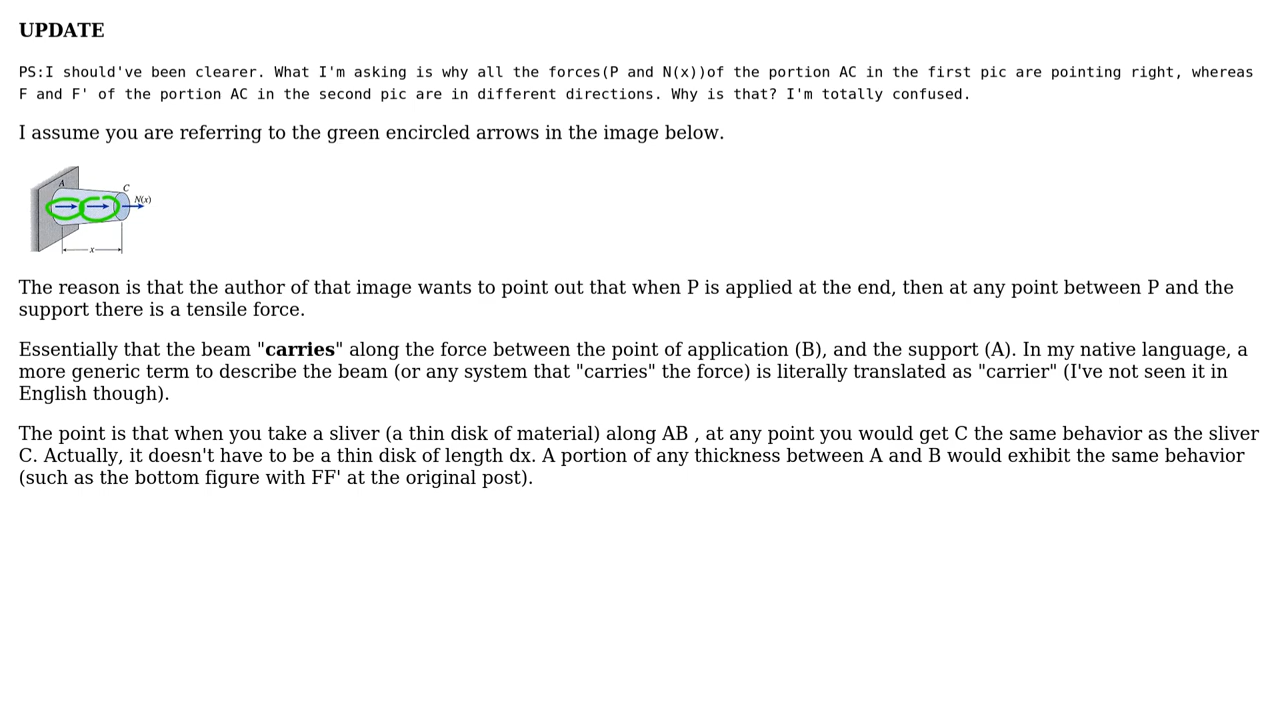 UPDATE
PS:I should've been clearer. What I'm asking is why all the forces(P and N(x))of the portion AC in the first pic are pointing right, whereas
F and F' of the portion AC in the second pic are in different directions. Why is that? I'm totally confused.
I assume you are referring to the green encircled arrows in the image below.
A
C
N(x)
x
The reason is that the author of that image wants to point out that when P is applied at the end, then at any point between P and the
support there is a tensile force.
Essentially that the beam "carries" along the force between the point of application (B), and the support (A). In my native language, a
more generic term to describe the beam (or any system that "carries" the force) is literally translated as "carrier" (I've not seen it in
English though).
The point is that when you take a sliver (a thin disk of material) along AB , at any point you would get C the same behavior as the sliver
C. Actually, it doesn't have to be a thin disk of length dx. A portion of any thickness between A and B would exhibit the same behavior
(such as the bottom figure with FF' at the original post).